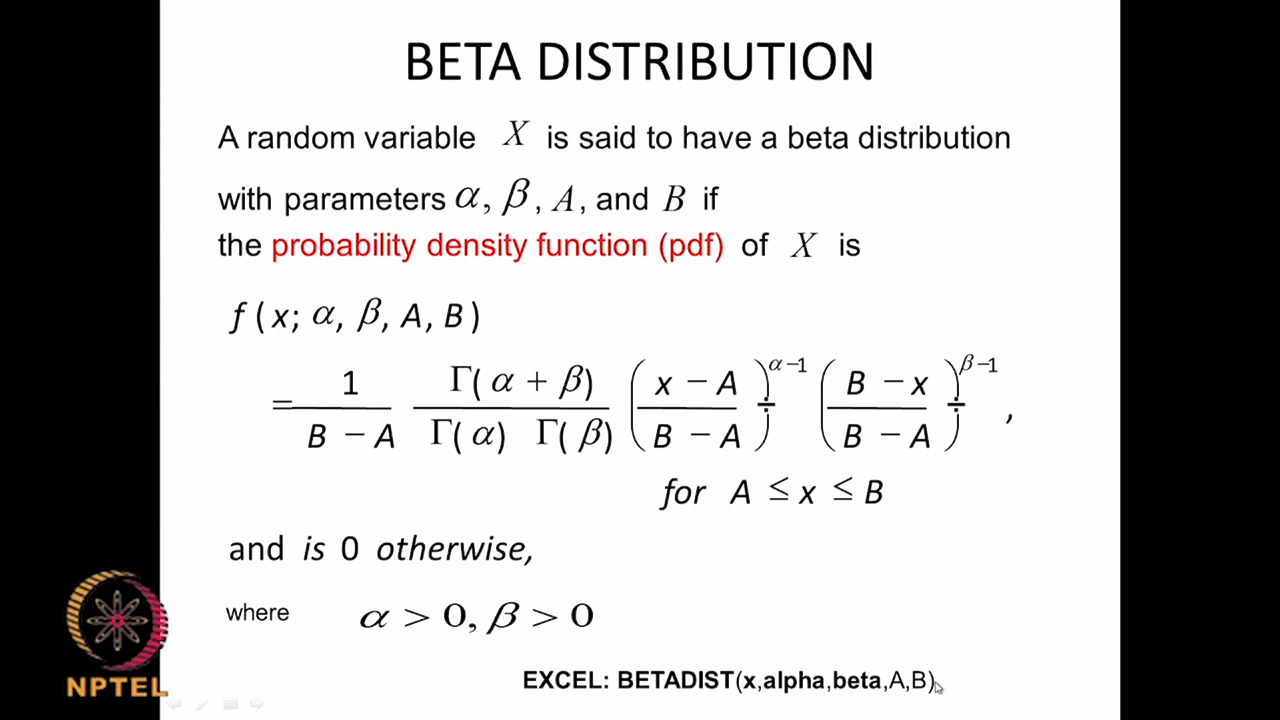 BETA DISTRIBUTION
A random variable X is said to have a beta distribution
with parameters α, β, A, and B if
the probability density function (pdf) of X is
f ( x; α, β, A, B )
= 1 / B − A Γ( α + β) / Γ( α) Γ( β) ( x − A / B − A )÷ α −1 ( B − x / B − A )÷ β −1 ,
for A ≤ x ≤ B
and is 0 otherwise,
where α > 0, β > 0
EXCEL: BETADIST(x,alpha,beta,A,B)
NPTEL